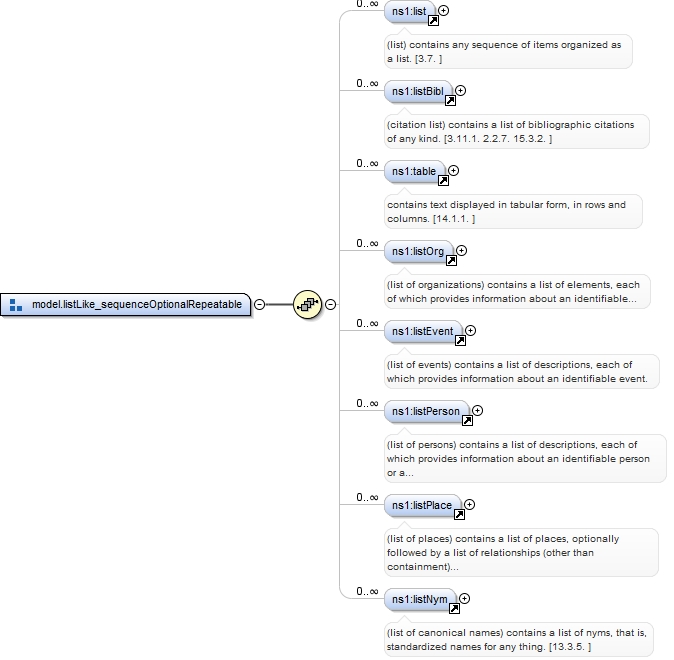 0..∞
ns1:list
(list) contains any sequence of items organized as
a list. [3.7. ]
0..∞
ns1:listBibl
(citation list) contains a list of bibliographic citations
of any kind. [3.11.1. 2.2.7. 15.3.2. ]
0..∞
ns1:table
contains text displayed in tabular form, in rows and
columns. [14.1.1. ]
0..∞
ns1:listOrg
(list of organizations) contains a list of elements, each
of which provides information about an identifiable...
model.listLike_sequenceOptionalRepeatable
0..∞
ns1:listEvent
(list of events) contains a list of descriptions, each of
which provides information about an identifiable event.
0..∞
ns1:listPerson
(list of persons) contains a list of descriptions, each of
which provides information about an identifiable person
or a...
0..∞
ns1:listPlace
(list of places) contains a list of places, optionally
followed by a list of relationships (other than
containment)...
0..∞
ns1:listNym
(list of canonical names) contains a list of nyms, that is,
standardized names for any thing. [13.3.5. ]